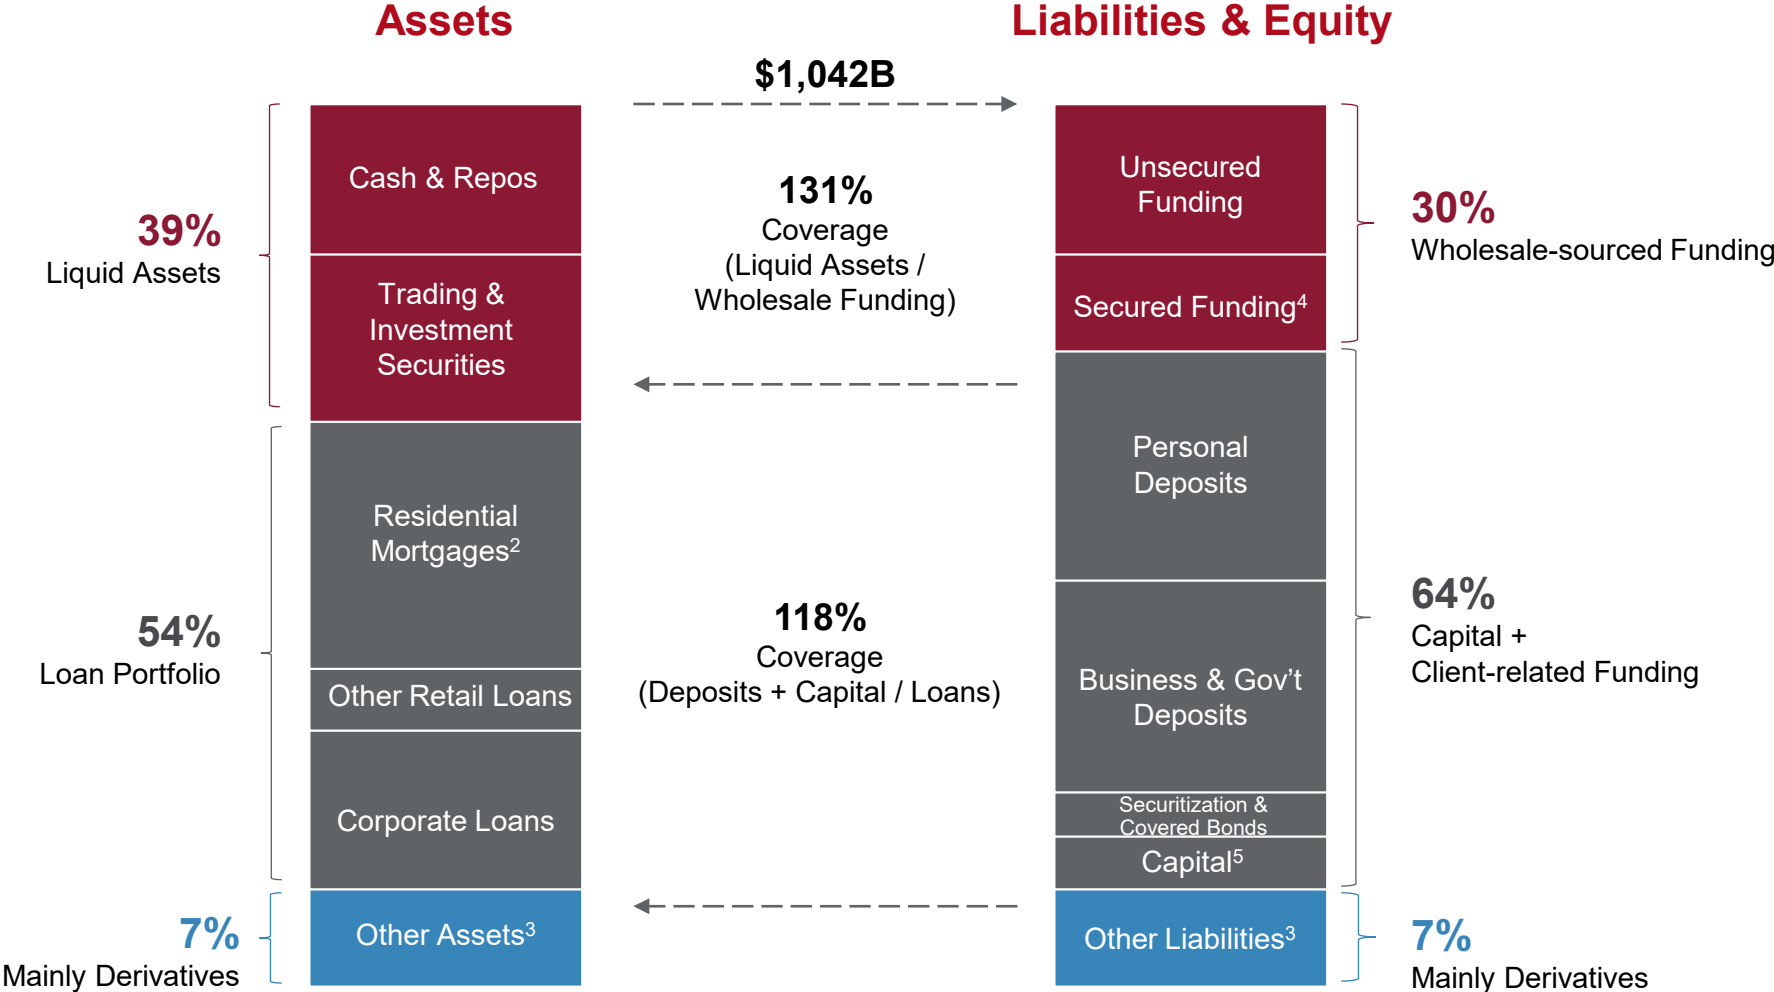 Assets
Liabilities & Equity
$1,042B
39%
Liquid Assets
Cash & Repos
Trading &
Investment
Securities
131%
Coverage
(Liquid Assets /
Wholesale Funding)
Unsecured
Funding
Secured Funding⁴
30%
Wholesale-sourced Funding
54%
Loan Portfolio
Residential
Mortgages²
Other Retail Loans
Corporate Loans
118%
Coverage
(Deposits + Capital / Loans)
Personal
Deposits
Business & Gov’t
Deposits
Securitization &
Covered Bonds
Capital⁵
64%
Capital +
Client-related Funding
7%
Mainly Derivatives
Other Assets³
Other Liabilities³
7%
Mainly Derivatives